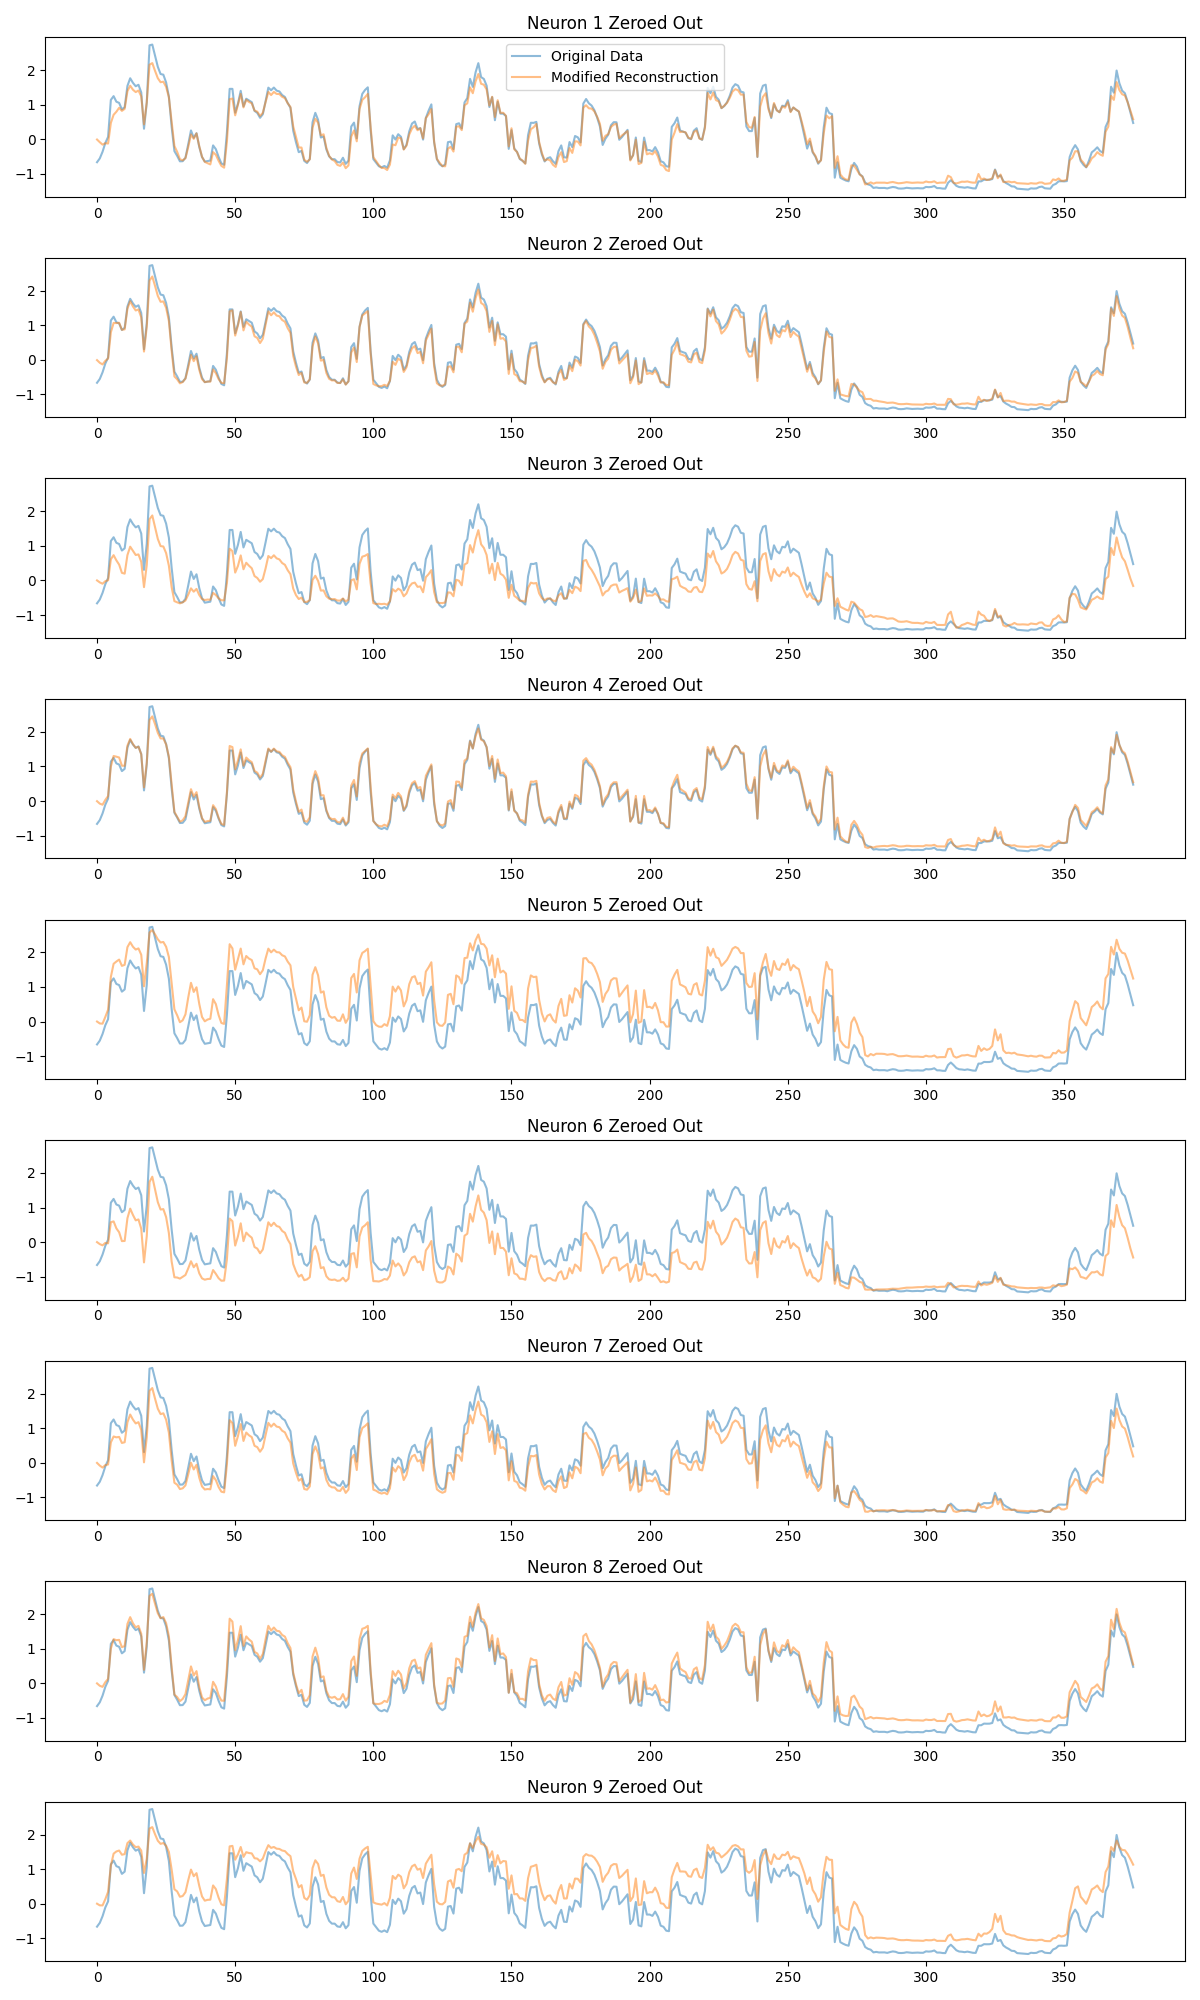 Neuron 1 Zeroed Out
Original Data
Modified Reconstruction
2
1
0
−1
0 50 100 150 200 250 300 350
Neuron 2 Zeroed Out
2
1
0
−1
0 50 100 150 200 250 300 350
Neuron 3 Zeroed Out
2
1
0
−1
0 50 100 150 200 250 300 350
Neuron 4 Zeroed Out
2
1
0
−1
0 50 100 150 200 250 300 350
Neuron 5 Zeroed Out
2
1
0
−1
0 50 100 150 200 250 300 350
Neuron 6 Zeroed Out
2
1
0
−1
0 50 100 150 200 250 300 350
Neuron 7 Zeroed Out
2
1
0
−1
0 50 100 150 200 250 300 350
Neuron 8 Zeroed Out
2
1
0
−1
0 50 100 150 200 250 300 350
Neuron 9 Zeroed Out
2
1
0
−1
0 50 100 150 200 250 300 350